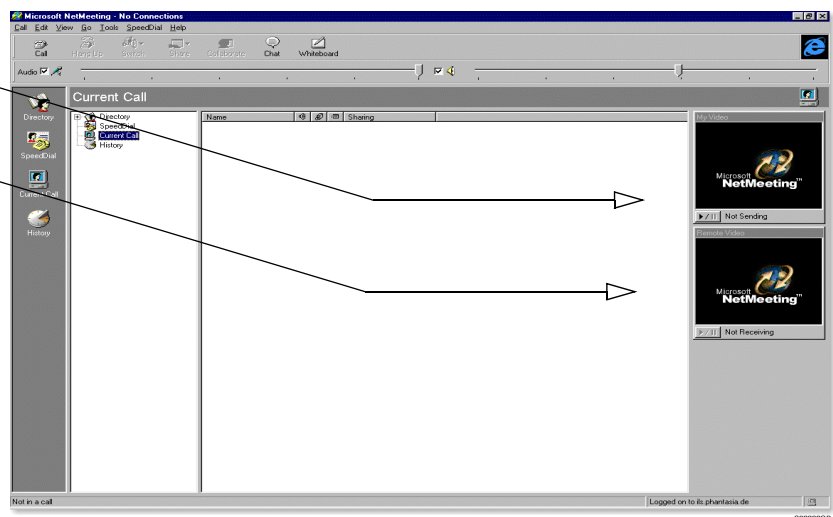 Microsoft NetMeeting - No Connections
Call Edit View Go Tools SpeedDial Help
Call Hang Up Switch Share Collaborate Chat Whiteboard
Audio
Current Call
Directory
SpeedDial
Current Call
History
Directory
SpeedDial
Current Call
History
Name Sharing
My Video
Microsoft
NetMeeting™
Not Sending
Remote Video
Microsoft
NetMeeting™
Not Receiving
Not in a call
Logged on to ils.phantasia.de